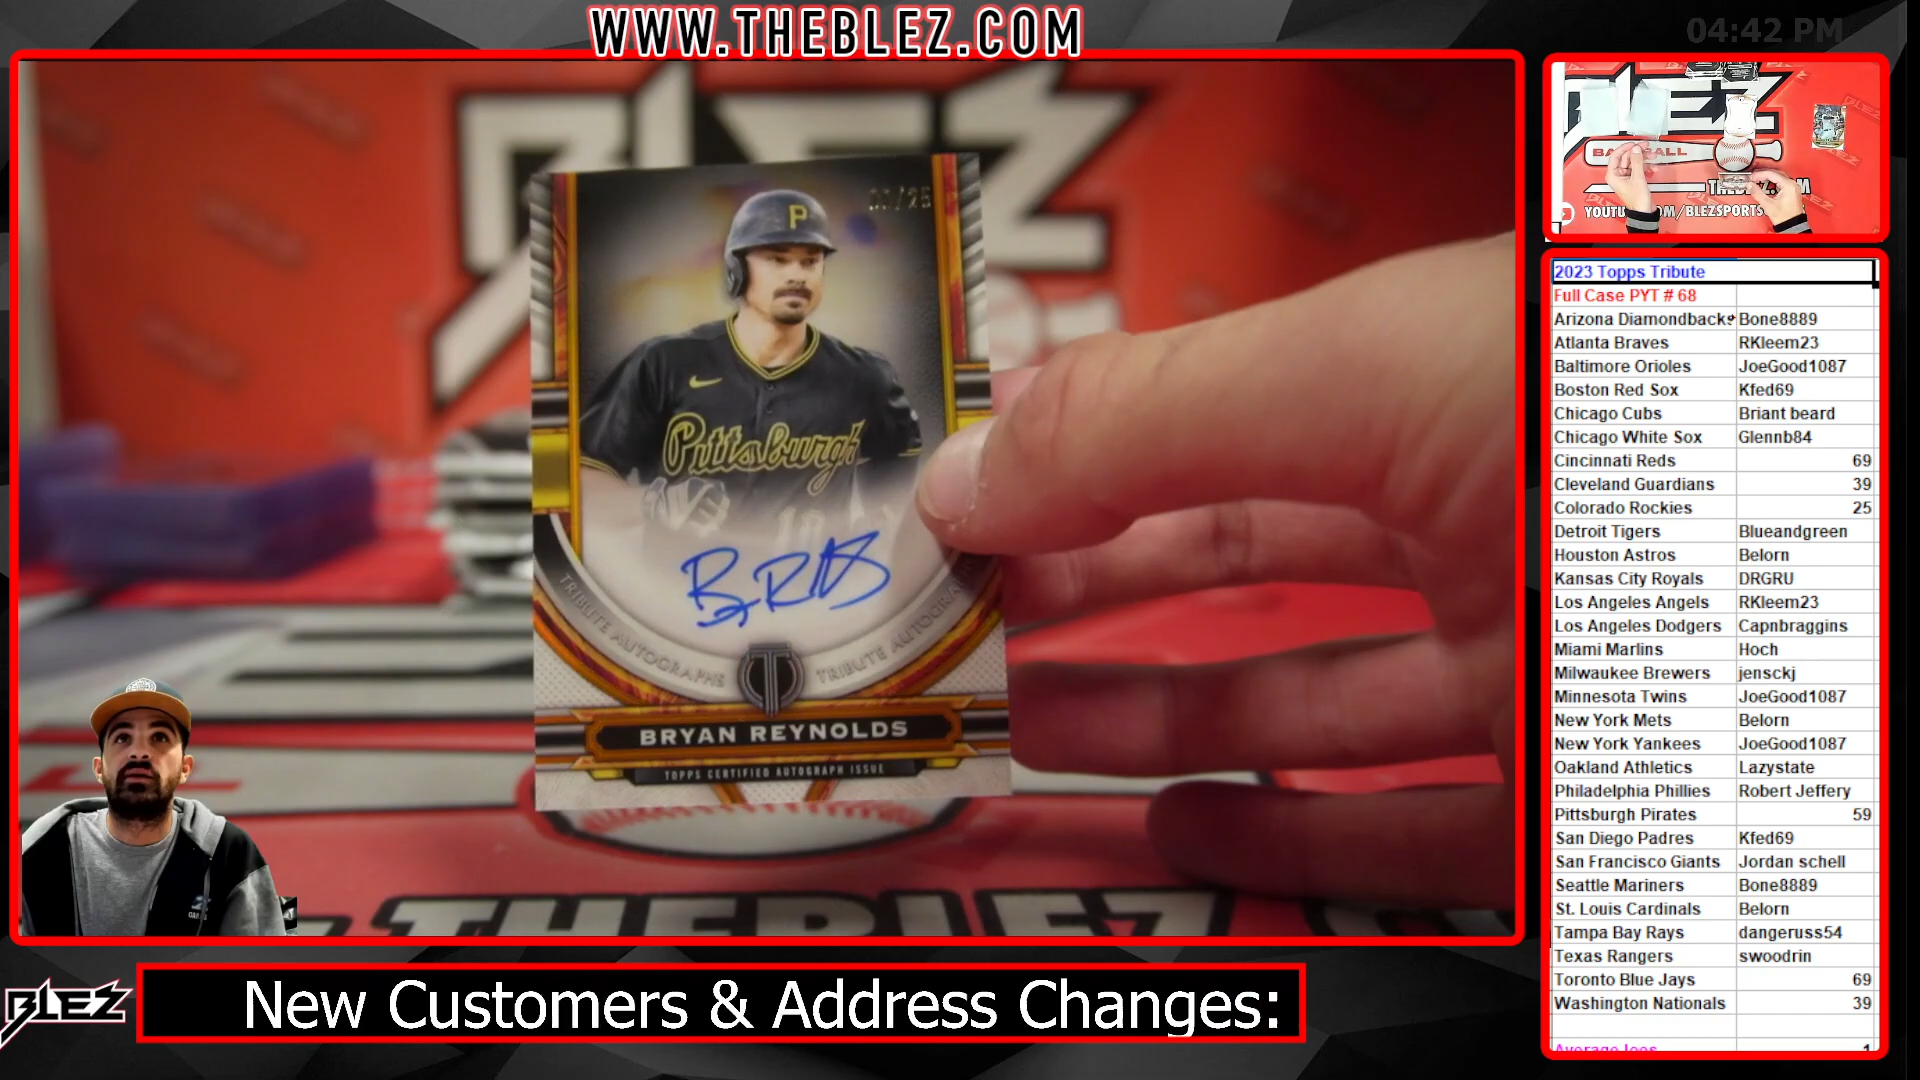 WWW.THEBLEZ.COM
04:42 PM
BLEZ
P
Pittsburgh
TRIBUTE AUTOGRAPHS
TRIBUTE AUTOGRAPHS
BRYAN REYNOLDS
TOPPS CERTIFIED AUTOGRAPH ISSUE
2023 Topps Tribute
Full Case PYT # 68
Arizona Diamondbacks Bone8889
Atlanta Braves RKleem23
Baltimore Orioles JoeGood1087
Boston Red Sox Kfed69
Chicago Cubs Briant beard
Chicago White Sox Glennb84
Cincinnati Reds 69
Cleveland Guardians 39
Colorado Rockies 25
Detroit Tigers Blueandgreen
Houston Astros Belorn
Kansas City Royals DRGRU
Los Angeles Angels RKleem23
Los Angeles Dodgers Capnbraggins
Miami Marlins Hoch
Milwaukee Brewers jensckj
Minnesota Twins JoeGood1087
New York Mets Belorn
New York Yankees JoeGood1087
Oakland Athletics Lazystate
Philadelphia Phillies Robert Jeffery
Pittsburgh Pirates 59
San Diego Padres Kfed69
San Francisco Giants Jordan schell
Seattle Mariners Bone8889
St. Louis Cardinals Belorn
Tampa Bay Rays dangeruss54
Texas Rangers swoodrin
Toronto Blue Jays 69
Washington Nationals 39
Average Joes 1
BLEZ
New Customers & Address Changes: